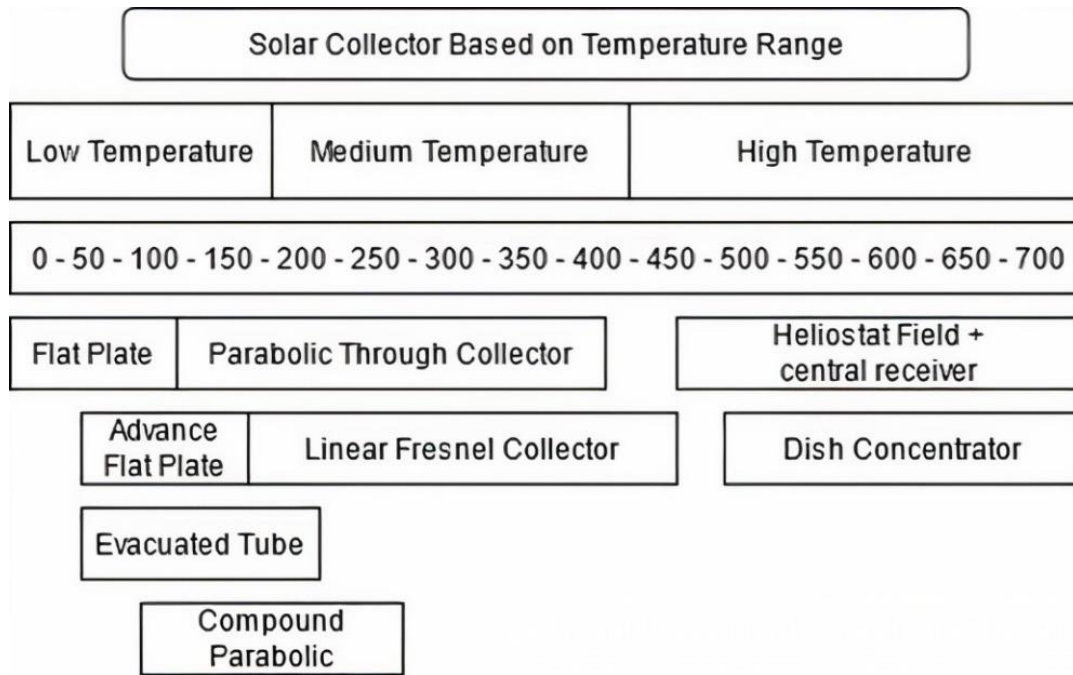 Solar Collector Based on Temperature Range
Low Temperature
Medium Temperature
High Temperature
0 - 50 - 100 - 150 - 200 - 250 - 300 - 350 - 400 - 450 - 500 - 550 - 600 - 650 - 700
Flat Plate
Parabolic Through Collector
Heliostat Field +
central receiver
Advance
Flat Plate
Linear Fresnel Collector
Dish Concentrator
Evacuated Tube
Compound
Parabolic